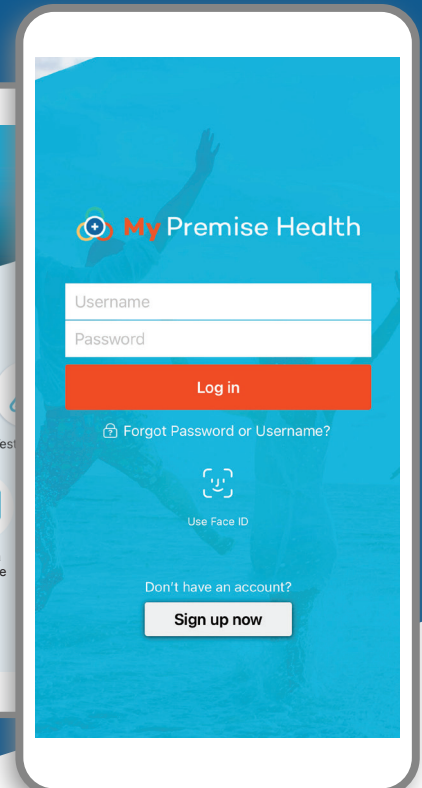 My Premise Health
Username
Password
Log in
Forgot Password or Username?
Use Face ID
Don't have an account?
Sign up now